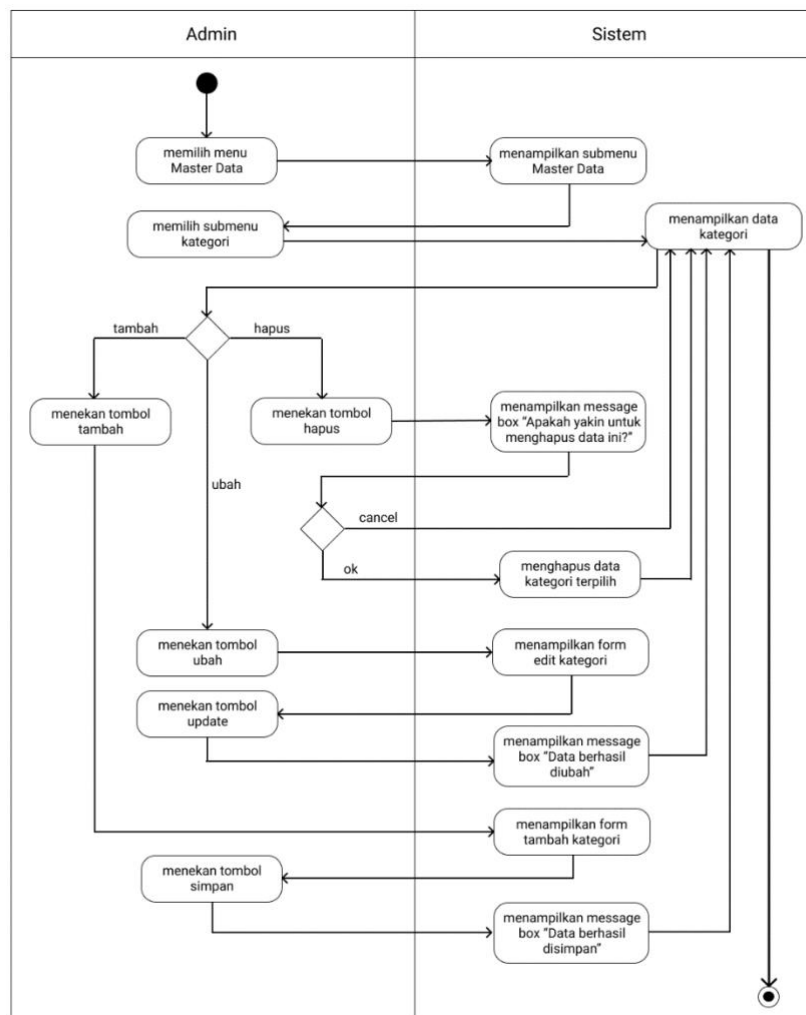 Admin
Sistem
memilih menu
Master Data
menampilkan submenu
Master Data
memilih submenu
kategori
menampilkan data
kategori
tambah
hapus
menekan tombol
tambah
menekan tombol
hapus
menampilkan message
box “Apakah yakin untuk
menghapus data ini?”
ubah
cancel
ok
menghapus data
kategori terpilih
menekan tombol
ubah
menampilkan form
edit kategori
menekan tombol
update
menampilkan message
box “Data berhasil
diubah”
menampilkan form
tambah kategori
menekan tombol
simpan
menampilkan message
box “Data berhasil
disimpan”